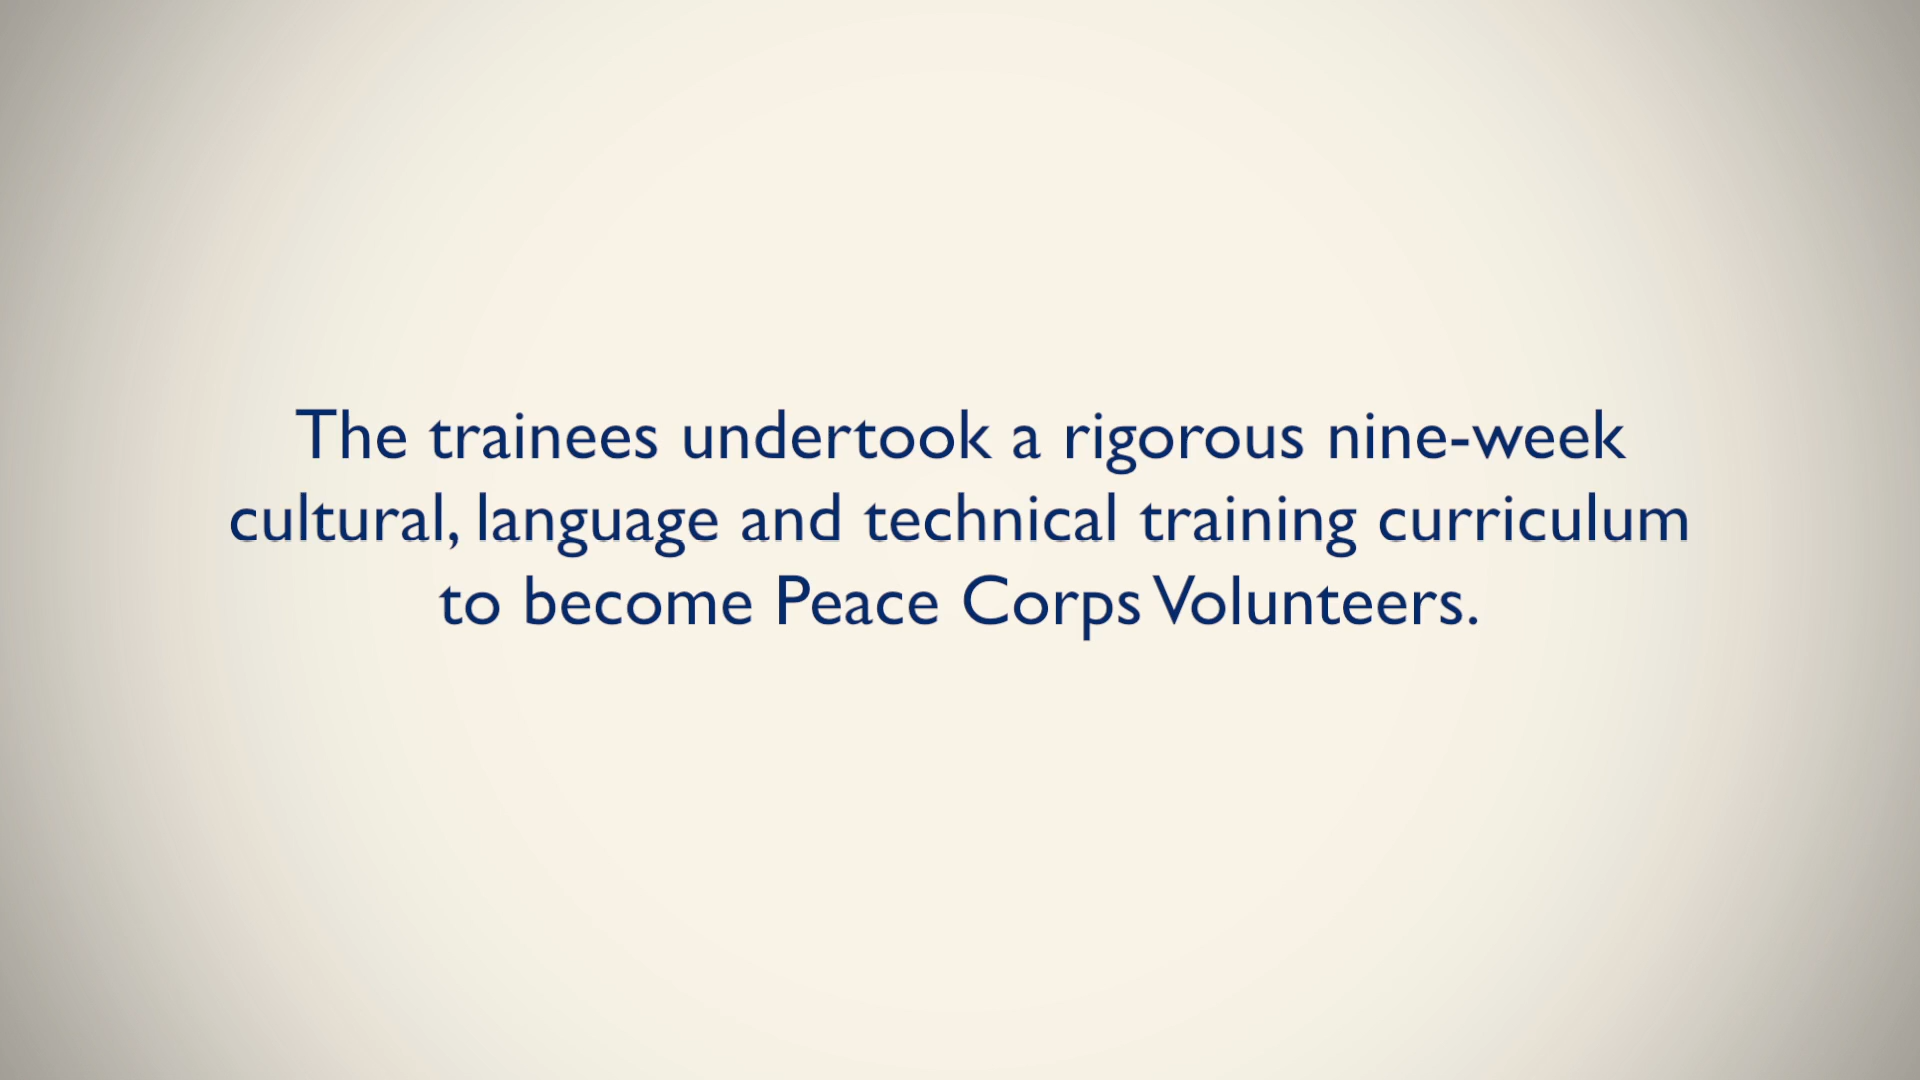 The trainees undertook a rigorous nine-week
cultural, language and technical training curriculum
to become Peace Corps Volunteers.